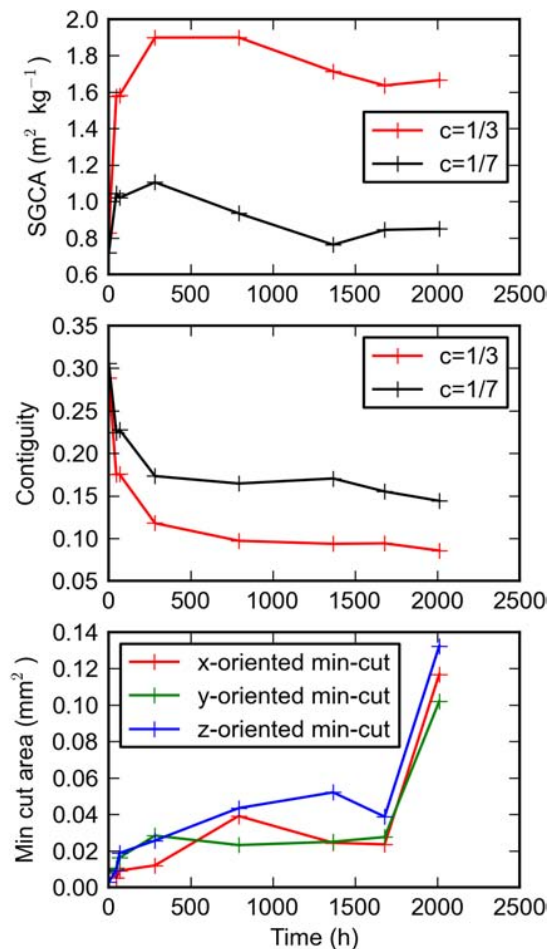 2.0
1.8
1.6
1.4
1.2
1.0
0.8
0.6
SGCA (m² kg⁻¹)
c=1/3
c=1/7
0 500 1000 1500 2000 2500
0.35
0.30
0.25
0.20
0.15
0.10
0.05
Contiguity
c=1/3
c=1/7
0 500 1000 1500 2000 2500
0.14
0.12
0.10
0.08
0.06
0.04
0.02
0.00
Min cut area (mm²)
x-oriented min-cut
y-oriented min-cut
z-oriented min-cut
0 500 1000 1500 2000 2500
Time (h)